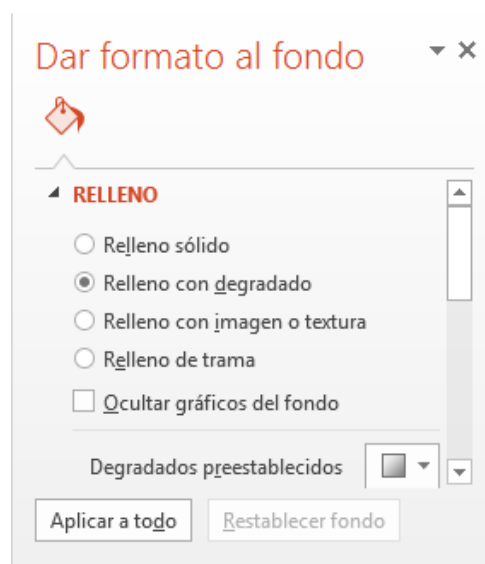 Dar formato al fondo
RELLENO
Relleno sólido
Relleno con degradado
Relleno con imagen o textura
Relleno de trama
Ocultar gráficos del fondo
Degradados preestablecidos
Aplicar a todo Restablecer fondo